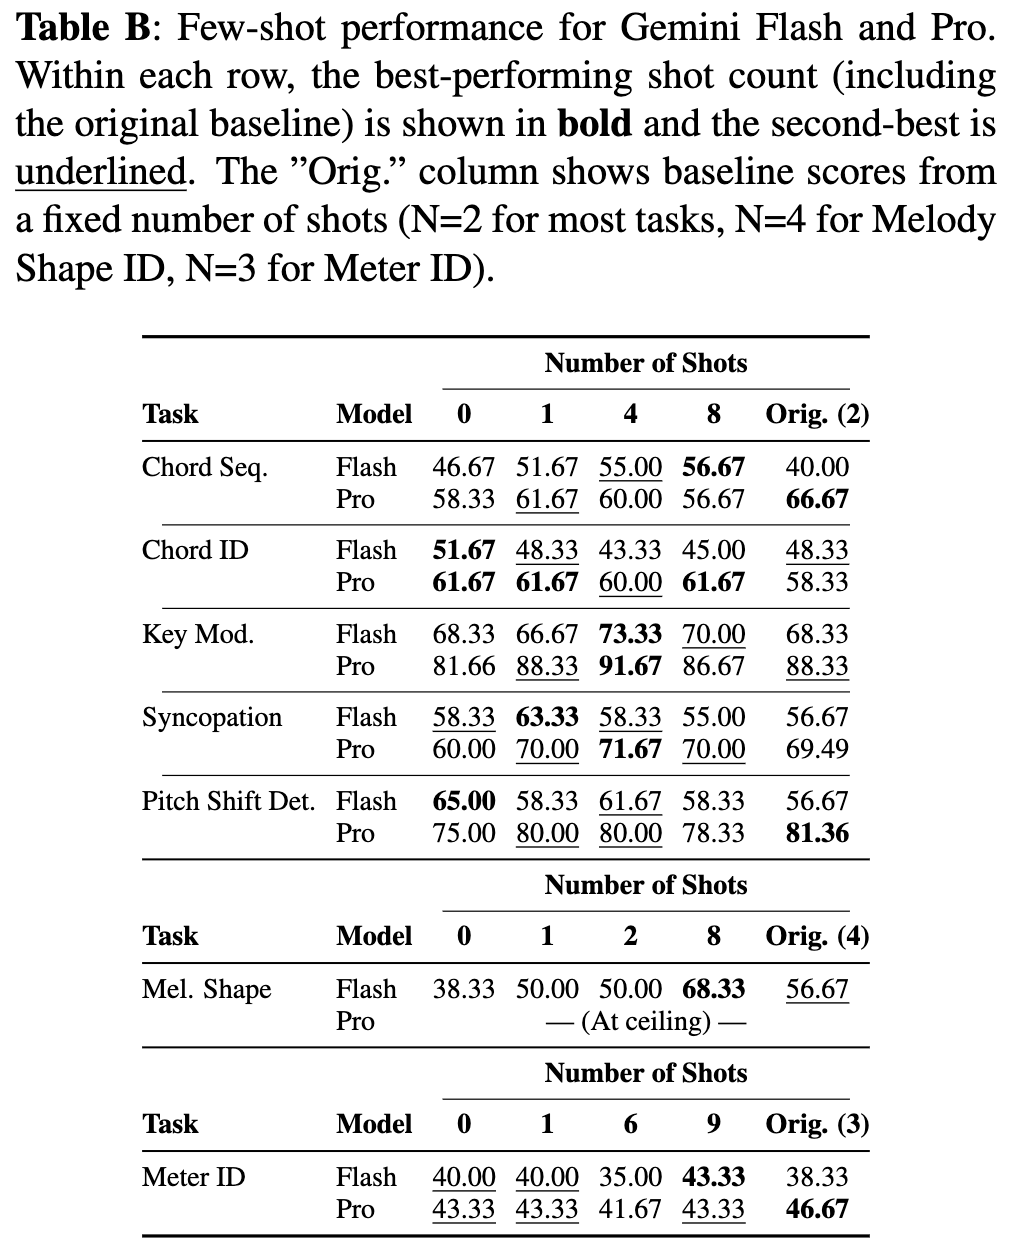 Table B: Few-shot performance for Gemini Flash and Pro.
Within each row, the best-performing shot count (including
the original baseline) is shown in bold and the second-best is
underlined. The ”Orig.” column shows baseline scores from
a fixed number of shots (N=2 for most tasks, N=4 for Melody
Shape ID, N=3 for Meter ID).
Number of Shots
Task Model 0 1 4 8 Orig. (2)
Chord Seq. Flash 46.67 51.67 55.00 56.67 40.00
Pro 58.33 61.67 60.00 56.67 66.67
Chord ID Flash 51.67 48.33 43.33 45.00 48.33
Pro 61.67 61.67 60.00 61.67 58.33
Key Mod. Flash 68.33 66.67 73.33 70.00 68.33
Pro 81.66 88.33 91.67 86.67 88.33
Syncopation Flash 58.33 63.33 58.33 55.00 56.67
Pro 60.00 70.00 71.67 70.00 69.49
Pitch Shift Det. Flash 65.00 58.33 61.67 58.33 56.67
Pro 75.00 80.00 80.00 78.33 81.36
Number of Shots
Task Model 0 1 2 8 Orig. (4)
Mel. Shape Flash 38.33 50.00 50.00 68.33 56.67
Pro — (At ceiling) —
Number of Shots
Task Model 0 1 6 9 Orig. (3)
Meter ID Flash 40.00 40.00 35.00 43.33 38.33
Pro 43.33 43.33 41.67 43.33 46.67